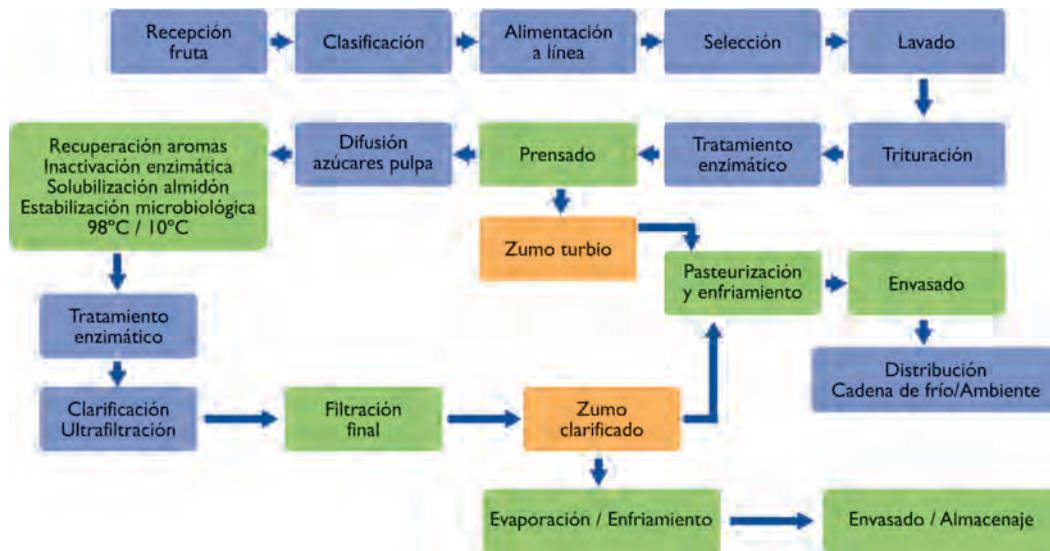 Recepción
fruta
Clasificación
Alimentación
a línea
Selección
Lavado
Trituración
Tratamiento
enzimático
Prensado
Difusión
azúcares pulpa
Recuperación aromas
Inactivación enzimática
Solubilización almidón
Estabilización microbiológica
98ºC / 10ºC
Zumo turbio
Pasteurización
y enfriamiento
Envasado
Distribución
Cadena de frío/Ambiente
Tratamiento
enzimático
Clarificación
Ultrafiltración
Filtración
final
Zumo
clarificado
Evaporación / Enfriamiento
Envasado / Almacenaje